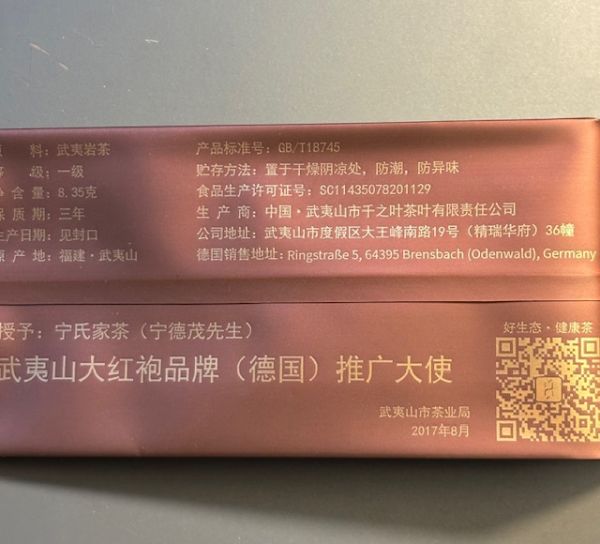 料：武夷岩茶
级：一级
净含量：8.35克
保质期：三年
生产日期：见封口
原产地：福建·武夷山
产品标准号：GB/T18745
贮存方法：置于干燥阴凉处，防潮，防异味
食品生产许可证号：SC11435078201129
生产商：中国·武夷山市千之叶茶叶有限责任公司
公司地址：武夷山市度假区大王峰南路19号（精瑞华府）36幢
德国销售地址：Ringstraße 5, 64395 Brensbach (Odenwald), Germany
授予：宁氏家茶（宁德茂先生）
武夷山大红袍品牌（德国）推广大使
武夷山市茶业局
2017年8月
好生态·健康茶